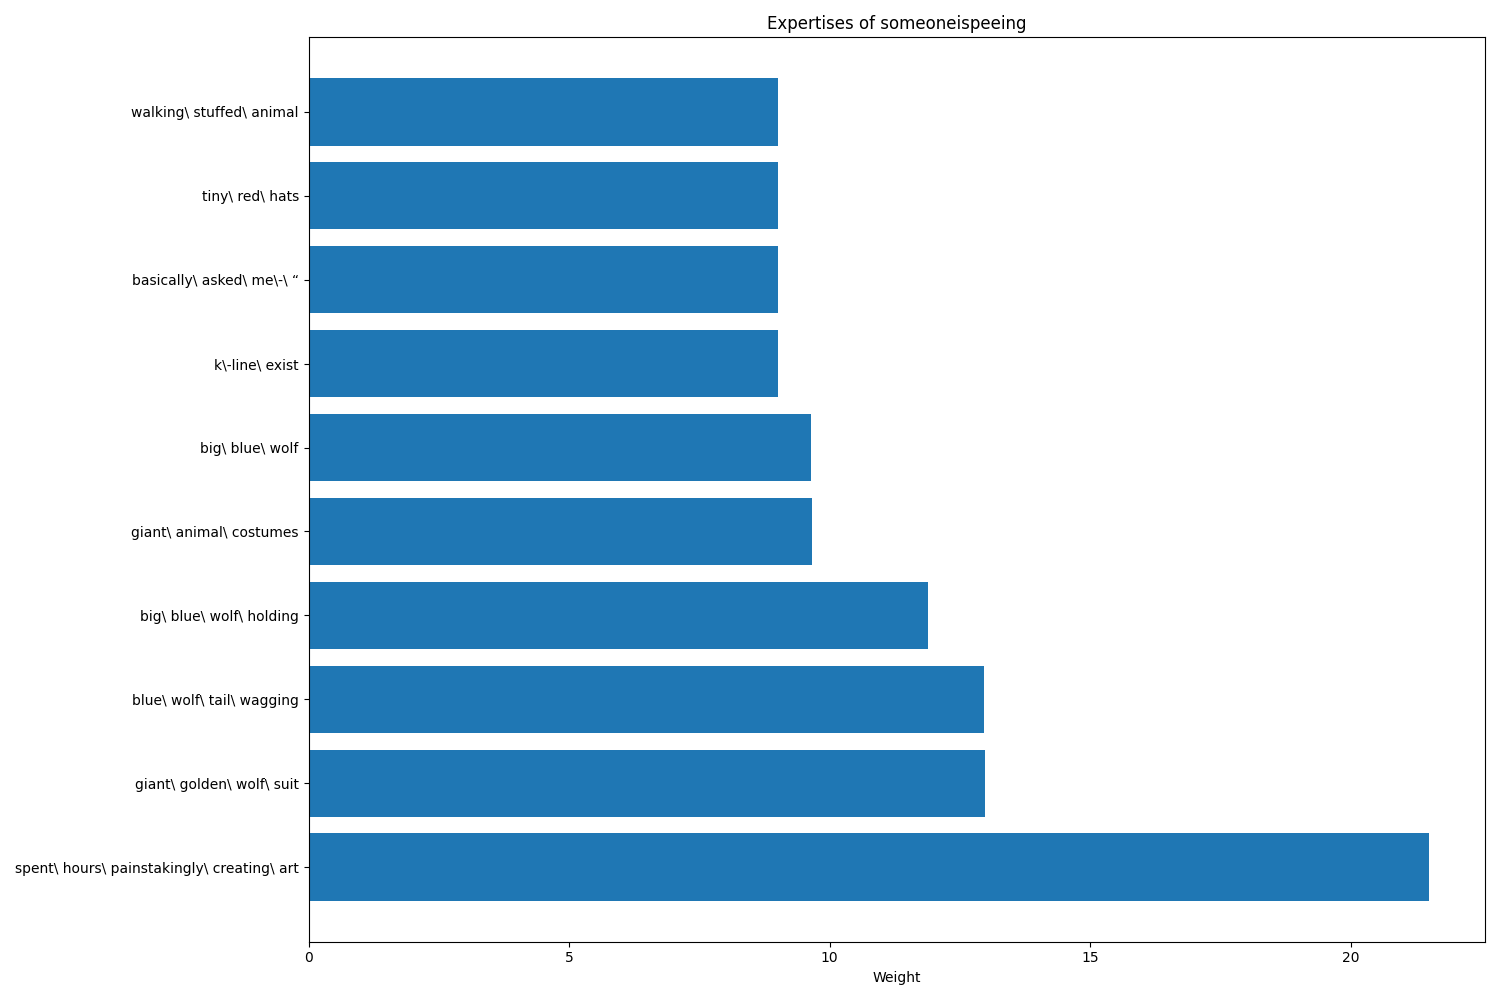 Expertises of someoneispeeing
walking\ stuffed\ animal
tiny\ red\ hats
basically\ asked\ me\-\ “
k\-line\ exist
big\ blue\ wolf
giant\ animal\ costumes
big\ blue\ wolf\ holding
blue\ wolf\ tail\ wagging
giant\ golden\ wolf\ suit
spent\ hours\ painstakingly\ creating\ art
0 5 10 15 20
Weight